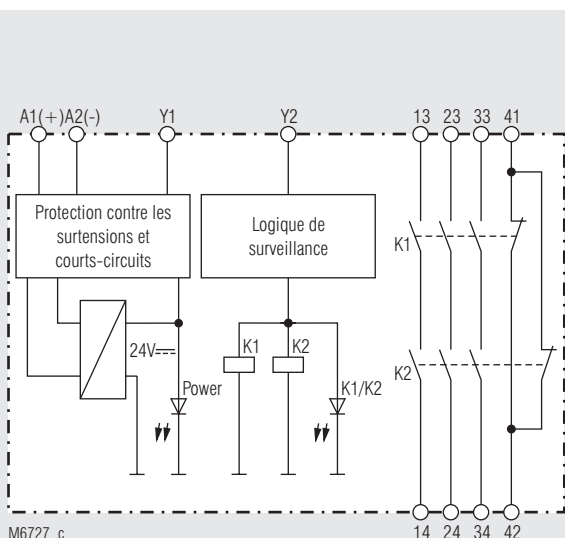 A1(+) A2(-) Y1 Y2 13 23 33 41
Protection contre les
surtensions et
courts-circuits
Logique de
surveillance
K1
24V
K1 K2
K2
Power K1/K2
M6727_c
14 24 34 42